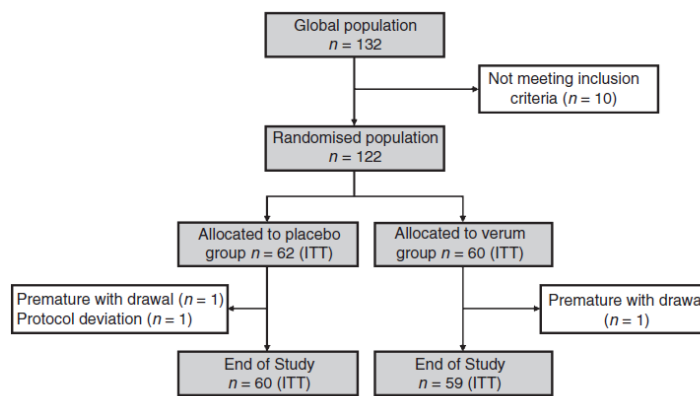 Global population
n = 132
Not meeting inclusion
criteria (n = 10)
Randomised population
n = 122
Allocated to placebo
group n = 62 (ITT)
Allocated to verum
group n = 60 (ITT)
Premature with drawal (n = 1)
Protocol deviation (n = 1)
Premature with drawa
(n = 1)
End of Study
n = 60 (ITT)
End of Study
n = 59 (ITT)